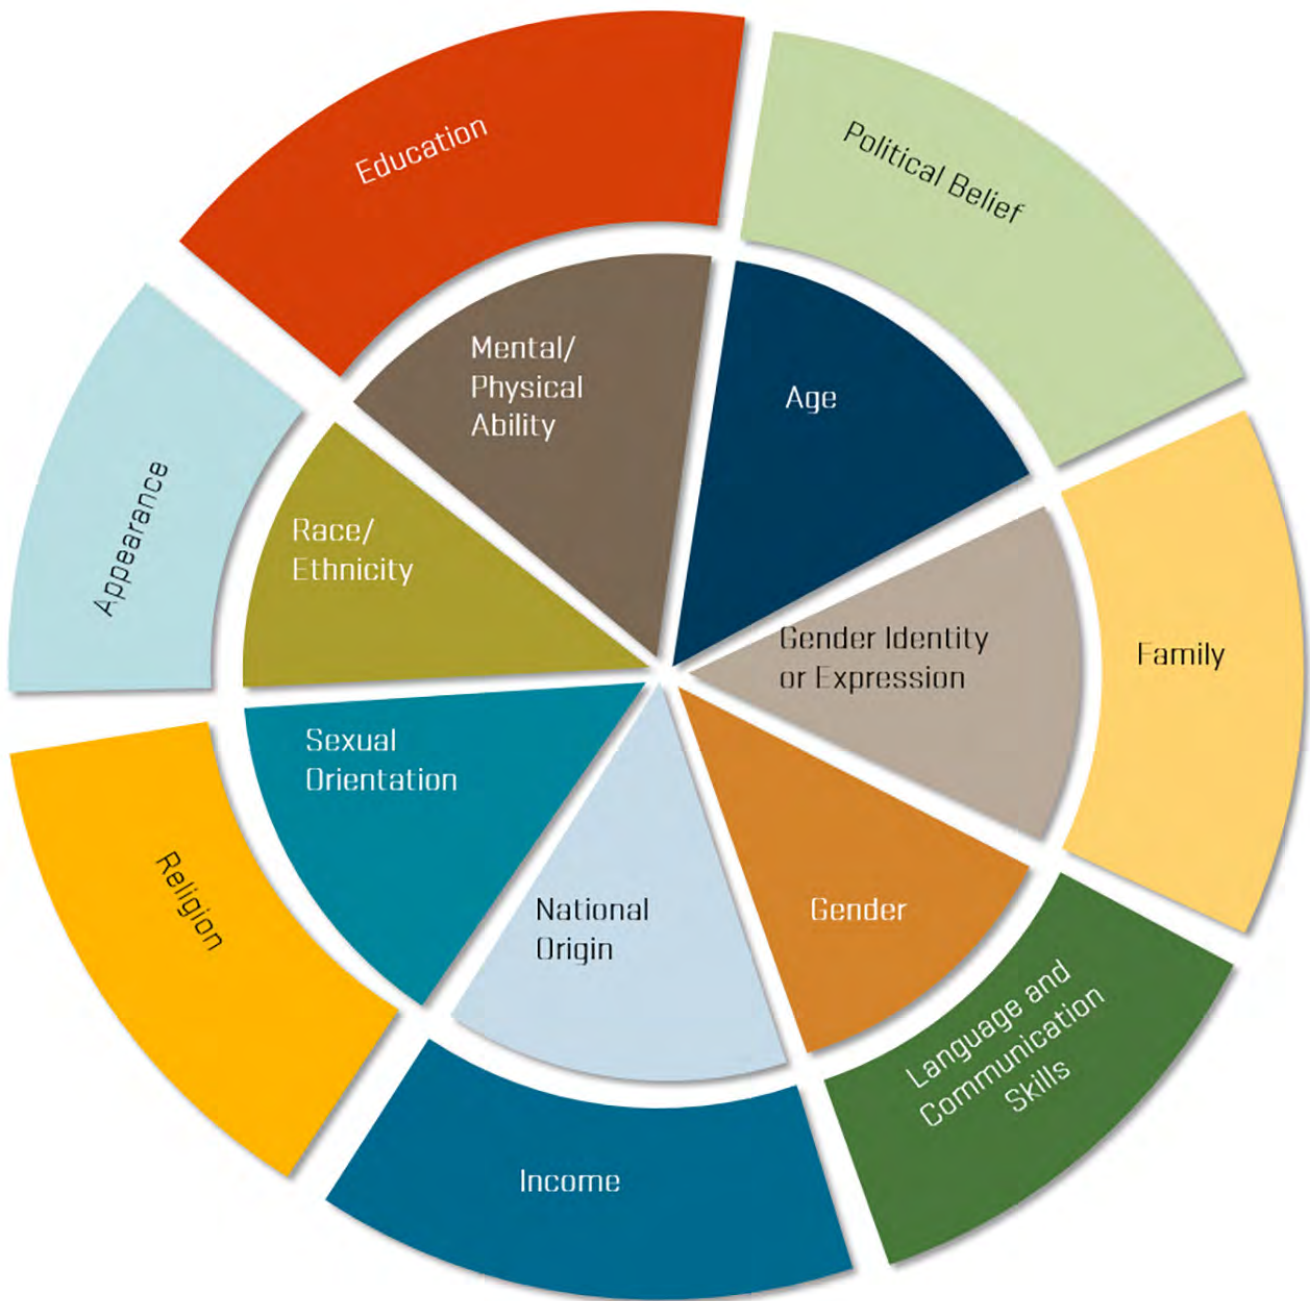 Education
Political Belief
Mental/
Physical
Ability
Age
Appearance
Race/
Ethnicity
Gender Identity
or Expression
Family
Sexual
Orientation
Religion
National
Origin
Gender
Language and
Communication
Skills
Income